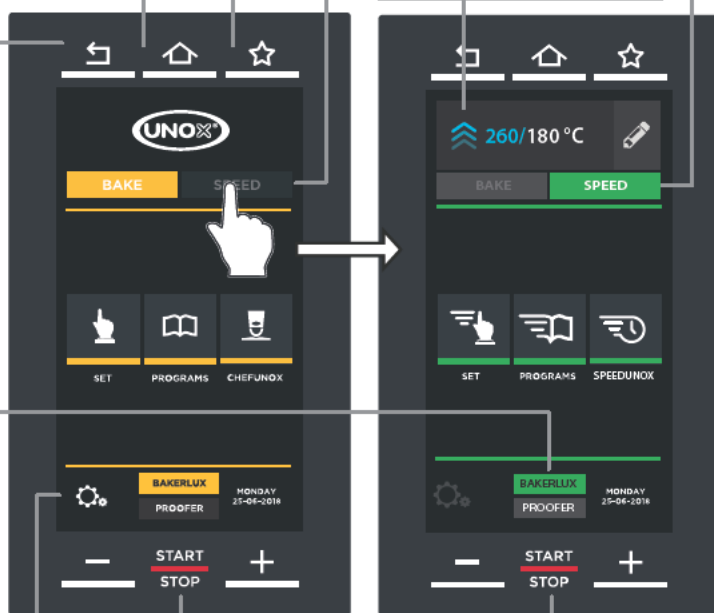 UNOX
BAKE
SPEED
SET
PROGRAMS
CHEFUNOX
BAKERLUX
PROOFER
MONDAY
25-06-2018
START
STOP
260/180 °C
BAKE
SPEED
SET
PROGRAMS
SPEEDUNOX
BAKERLUX
PROOFER
MONDAY
25-06-2018
START
STOP